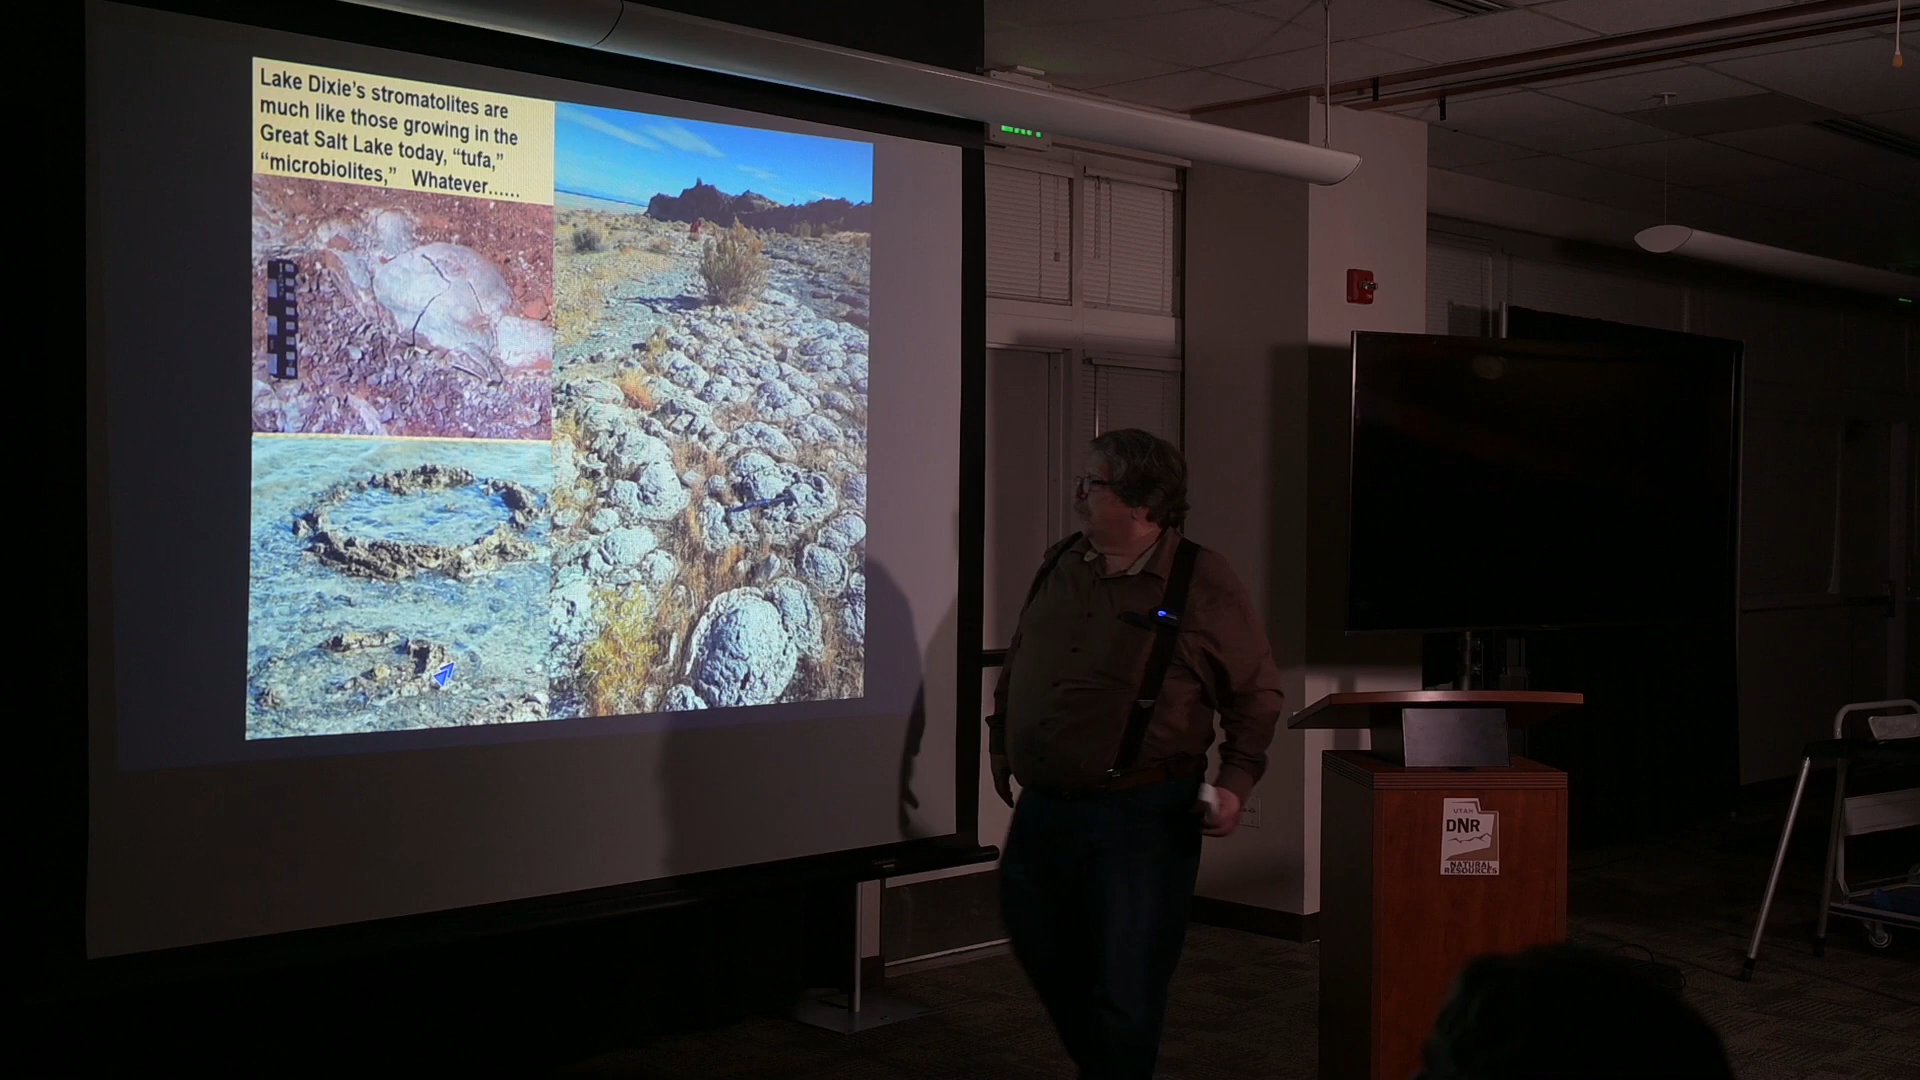 Lake Dixie's stromatolites are
much like those growing in the
Great Salt Lake today, "tufa,"
"microbiolites," Whatever......
UTAH
DNR
NATURAL
RESOURCES